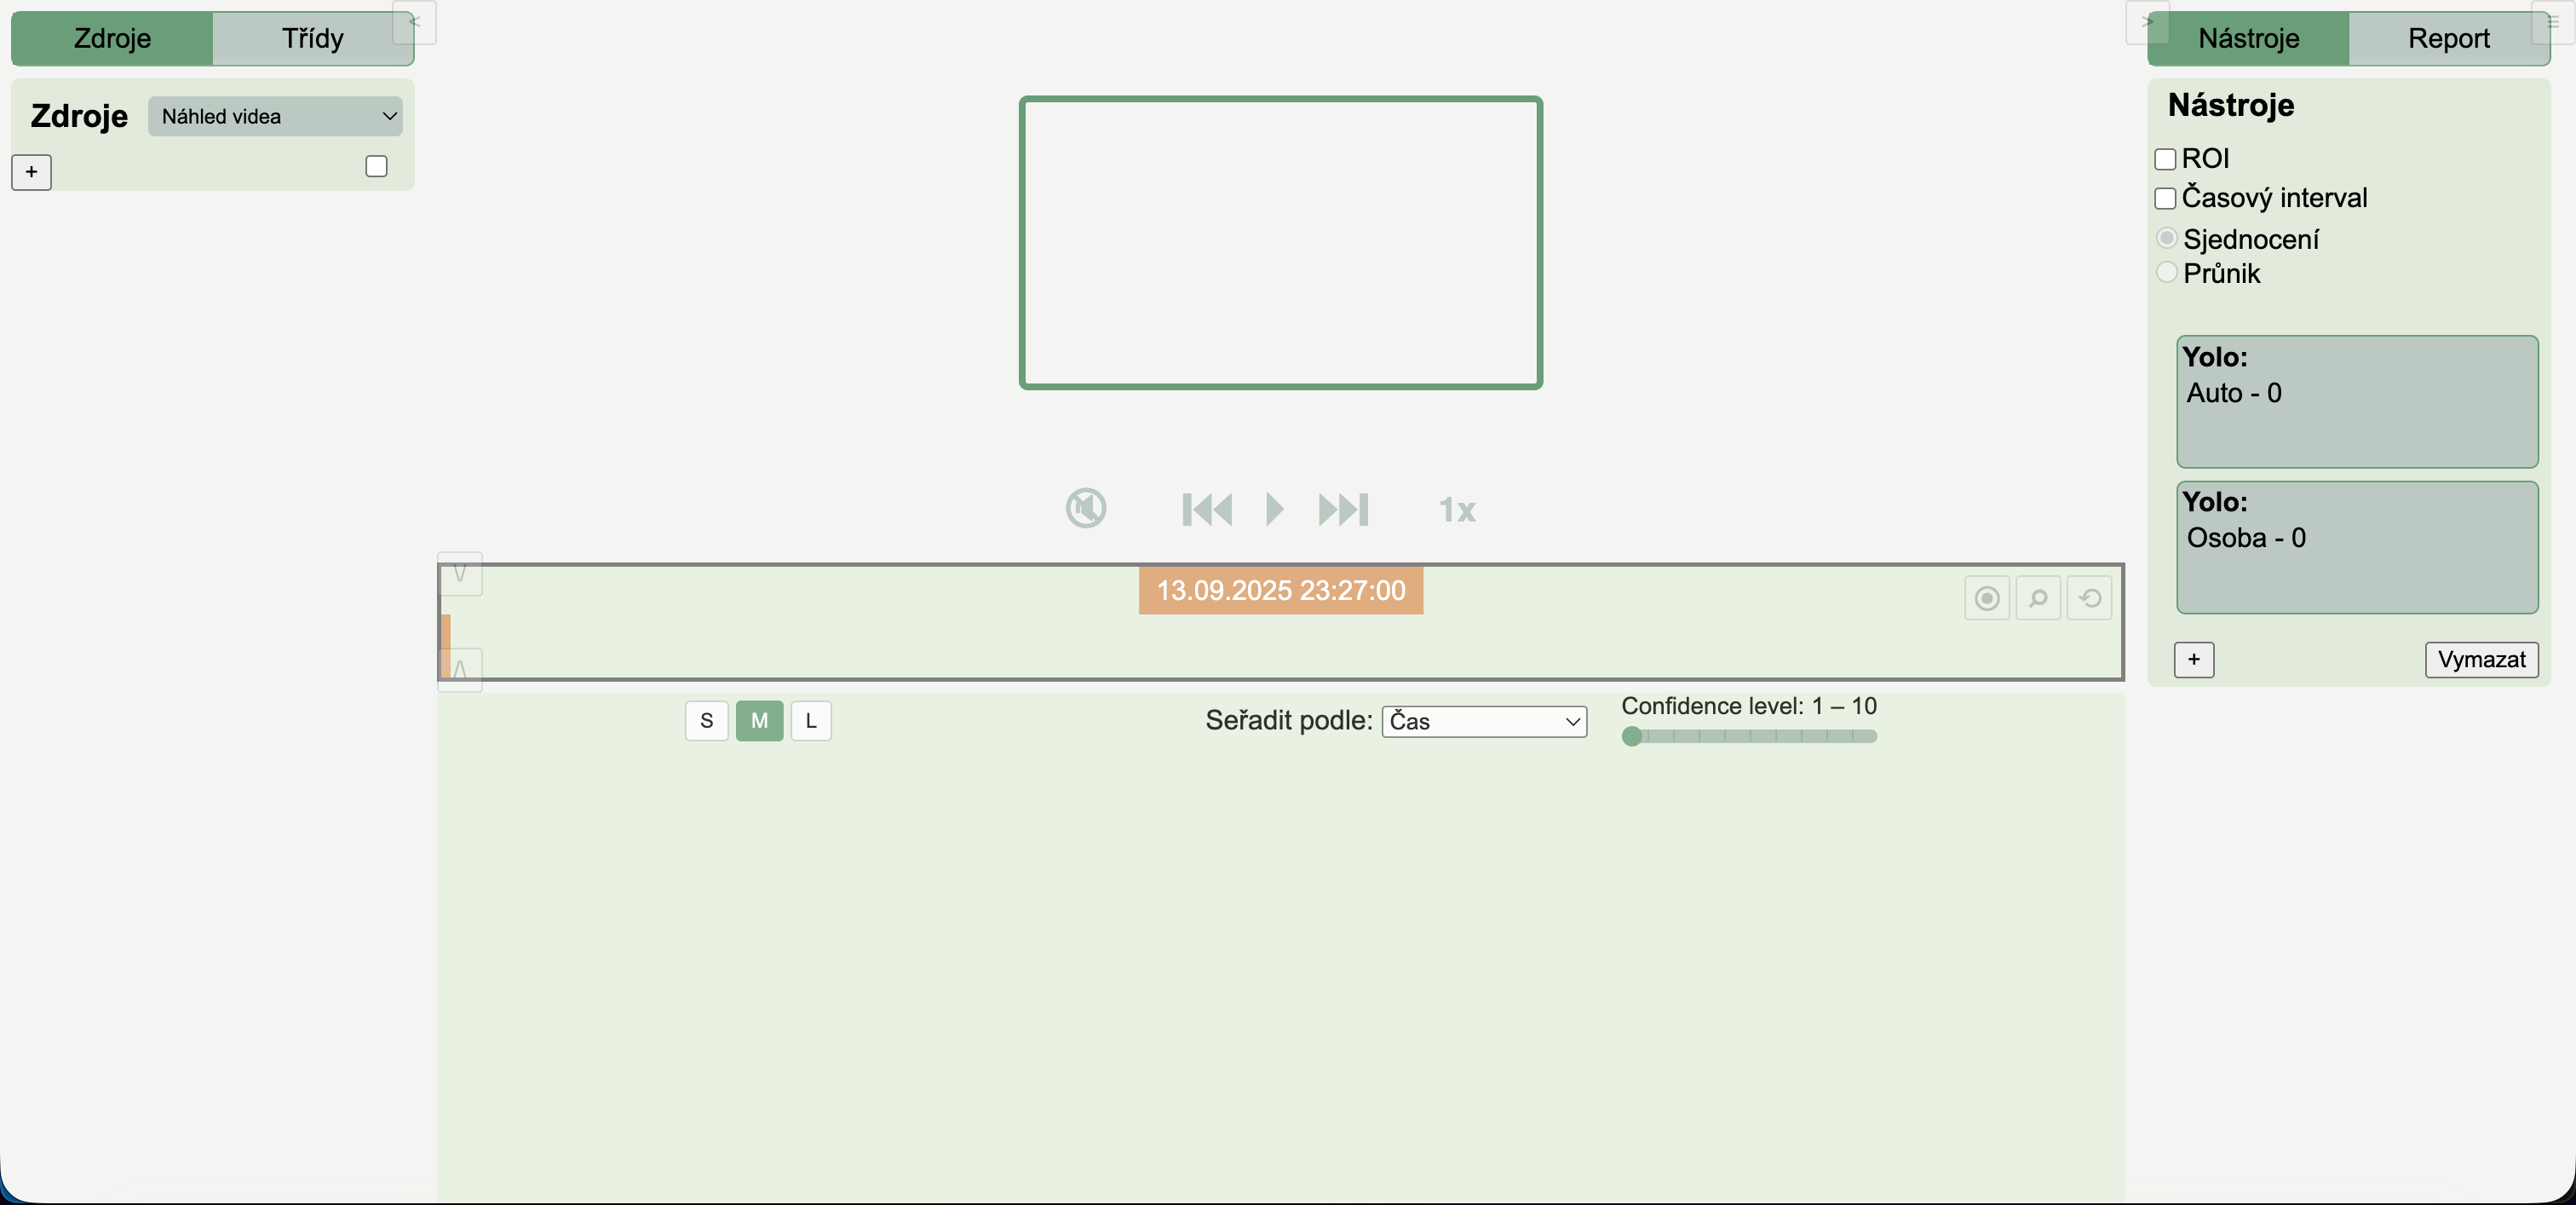 Zdroje
Třídy
<
Zdroje
Náhled videa
+
1x
V
13.09.2025 23:27:00
Λ
S
M
L
Seřadit podle:
Čas
Confidence level: 1 – 10
>
Nástroje
Report
≡
Nástroje
ROI
Časový interval
Sjednocení
Průnik
Yolo:
Auto - 0
Yolo:
Osoba - 0
+
Vymazat